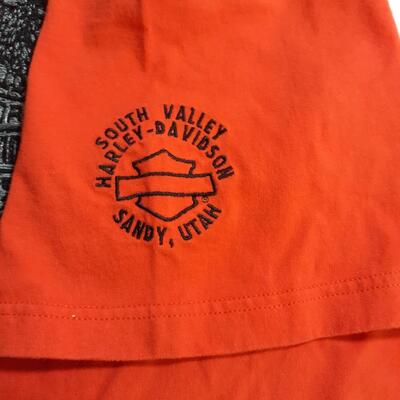 SOUTH VALLEY
HARLEY-DAVIDSON
SANDY, UTAH
®